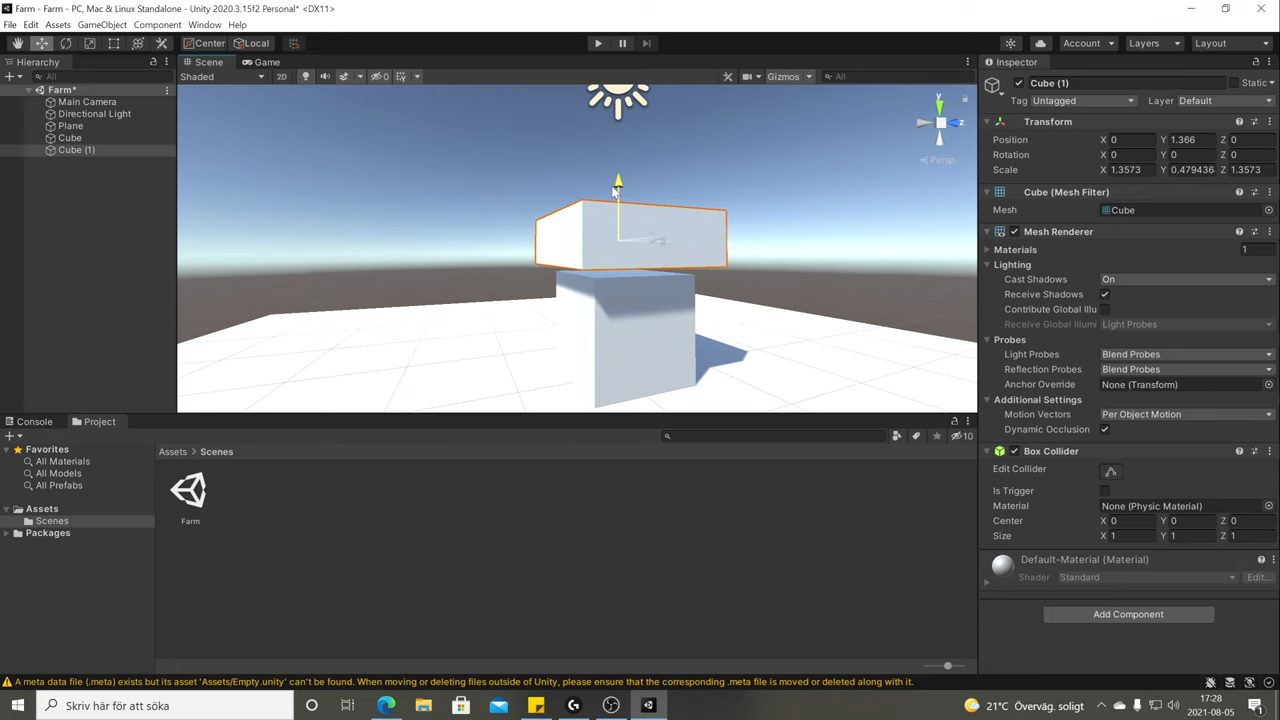 Farm - Farm - PC, Mac & Linux Standalone - Unity 2020.3.15f2 Personal* <DX11>
File Edit Assets GameObject Component Window Help
Center Local Account Layers Layout
Hierarchy
All
Farm*
Main Camera
Directional Light
Plane
Cube
Cube (1)
Scene Game
Shaded 2D 0 Gizmos All
y
z
Persp
Inspector
Cube (1) Static
Tag Untagged Layer Default
Transform
Position X 0 Y 1.366 Z 0
Rotation X 0 Y 0 Z 0
Scale X 1.3573 Y 0.479436 Z 1.3573
Cube (Mesh Filter)
Mesh Cube
Mesh Renderer
Materials 1
Lighting
Cast Shadows On
Receive Shadows
Contribute Global Illu
Receive Global Illumi Light Probes
Probes
Light Probes Blend Probes
Reflection Probes Blend Probes
Anchor Override None (Transform)
Additional Settings
Motion Vectors Per Object Motion
Dynamic Occlusion
Box Collider
Edit Collider
Is Trigger
Material None (Physic Material)
Center X 0 Y 0 Z 0
Size X 1 Y 1 Z 1
Default-Material (Material)
Shader Standard Edit...
Add Component
Console Project
10
Favorites
All Materials
All Models
All Prefabs
Assets
Scenes
Packages
Assets Scenes
Farm
A meta data file (.meta) exists but its asset 'Assets/Empty.unity' can't be found. When moving or deleting files outside of Unity, please ensure that the corresponding .meta file is moved or deleted along with it.
Skriv här för att söka
21°C Överväg. soligt
17:28
2021-08-05
1